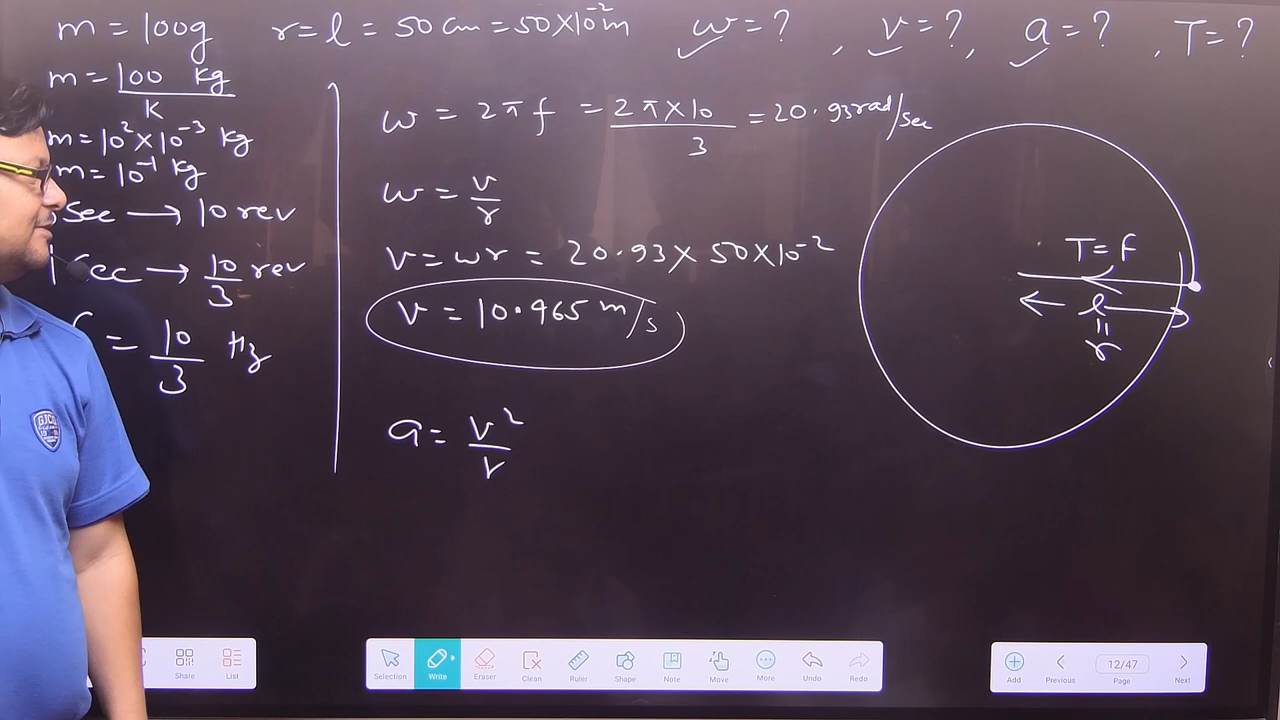 m = 100g r = l = 50 cm = 50×10⁻² m ω = ? , v = ?, a = ? , T = ?
m = 100 kg / K
m = 10² × 10⁻³ kg
m = 10⁻¹ kg
sec → 10 rev
1 sec → 10/3 rev
= 10/3 Hz
ω = 2πf = 2π×10 / 3 = 20.93 rad/sec
ω = v/r
v = ωr = 20.93 × 50×10⁻²
v = 10.465 m/s
a = v²/r
T = f
l
=
r
GJCQ
Share
List
Selection
Write
Eraser
Clean
Ruler
Shape
Note
Move
More
Undo
Redo
Add
Previous
12/47
Page
Next